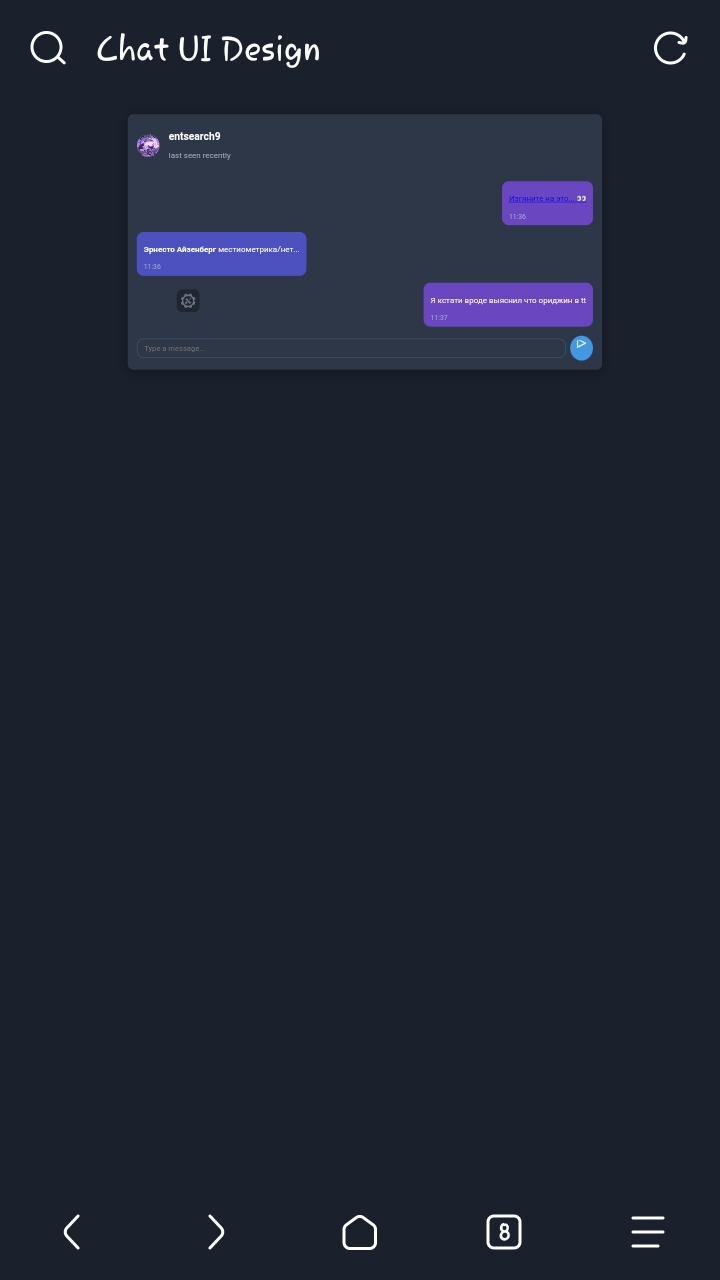 Chat UI Design
entsearch9
last seen recently
Изгяните на это... 👀
11:36
Эрнесто Айзенберг местиометрика/нет...
11:36
Я кстати вроде выяснил что ориджин в tt
11:37
Type a message...
8